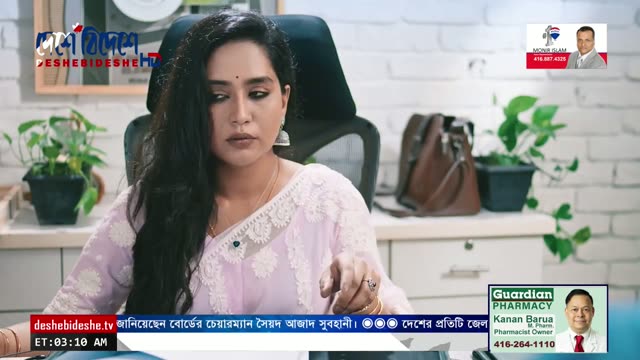 দেশে বিদেশে
DESHEBIDESHE HD
MONIR ISLAM
416.887.4326
Guardian
PHARMACY
Kanan Barua
M. Pharm.
Pharmacist Owner
416-264-1110
deshebideshe.tv
জানিয়েছেন বোর্ডের চেয়ারম্যান সৈয়দ আজাদ সুবহানী। ◉◉◉ দেশের প্রতিটি জেল
ET:03:10 AM